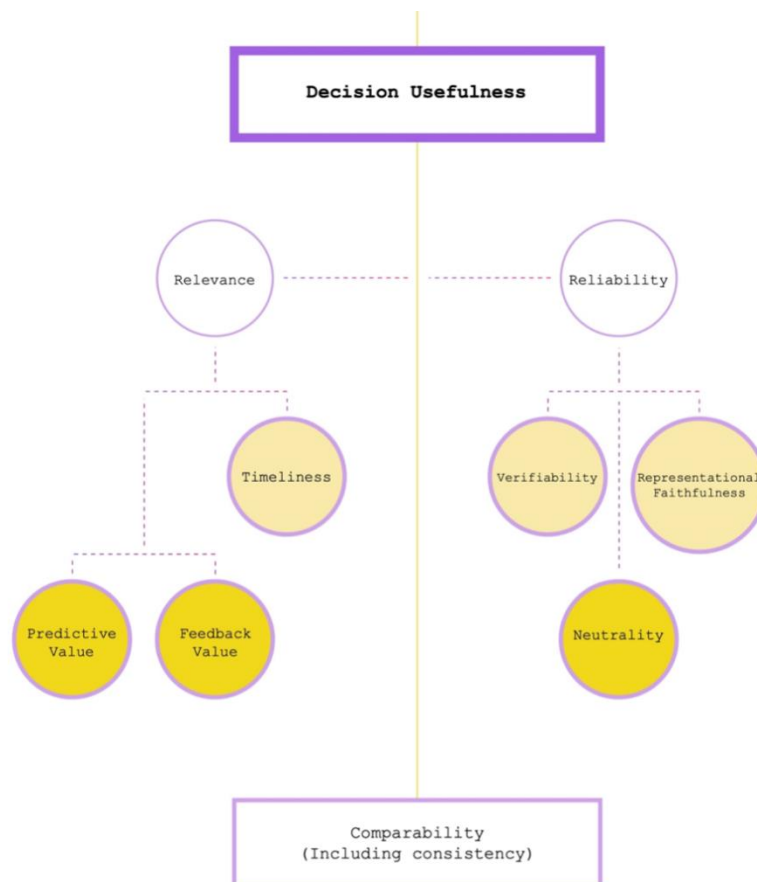 Decision Usefulness
Relevance
Reliability
Timeliness
Verifiability
Representational
Faithfulness
Predictive
Value
Feedback
Value
Neutrality
Comparability
(Including consistency)